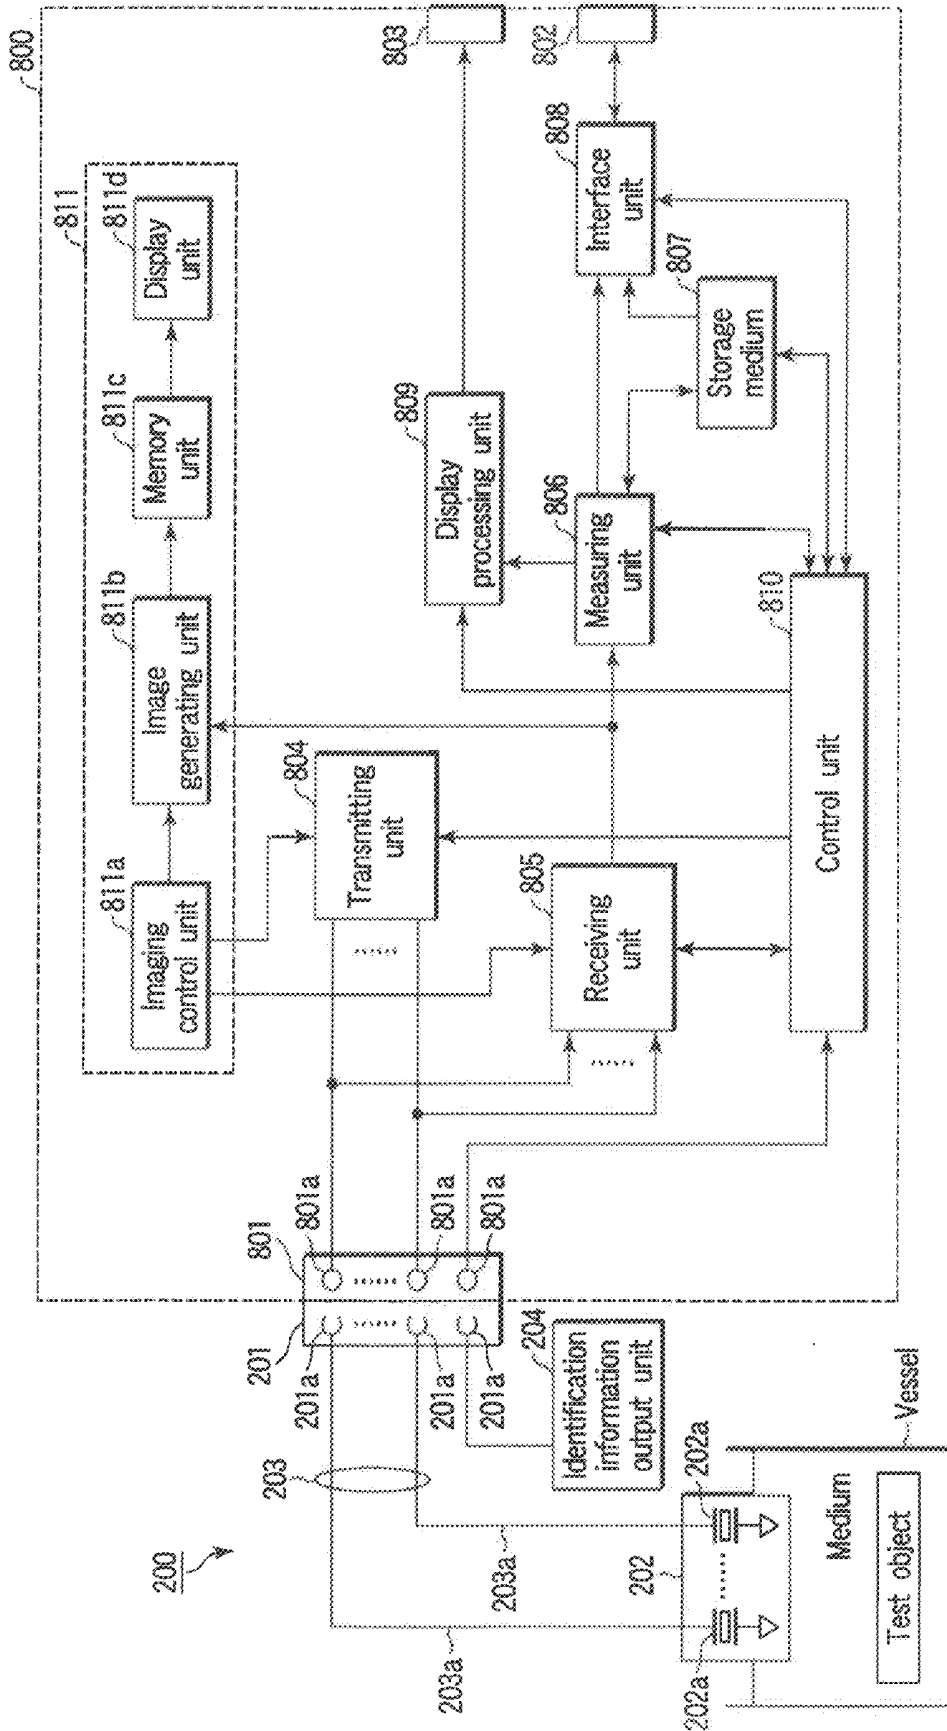 800
811
811a
Imaging
control unit
811b
Image
generating unit
811c
Memory
unit
811d
Display
unit
804
Transmitting
unit
803
809
Display
processing unit
802
808
Interface
unit
807
Storage
medium
806
Measuring
unit
805
Receiving
unit
810
Control unit
801
801a
801a
801a
201
201a
201a
201a
204
Identification
information
output unit
203
203a
203a
200
202
202a
202a
Medium
Vessel
Test object